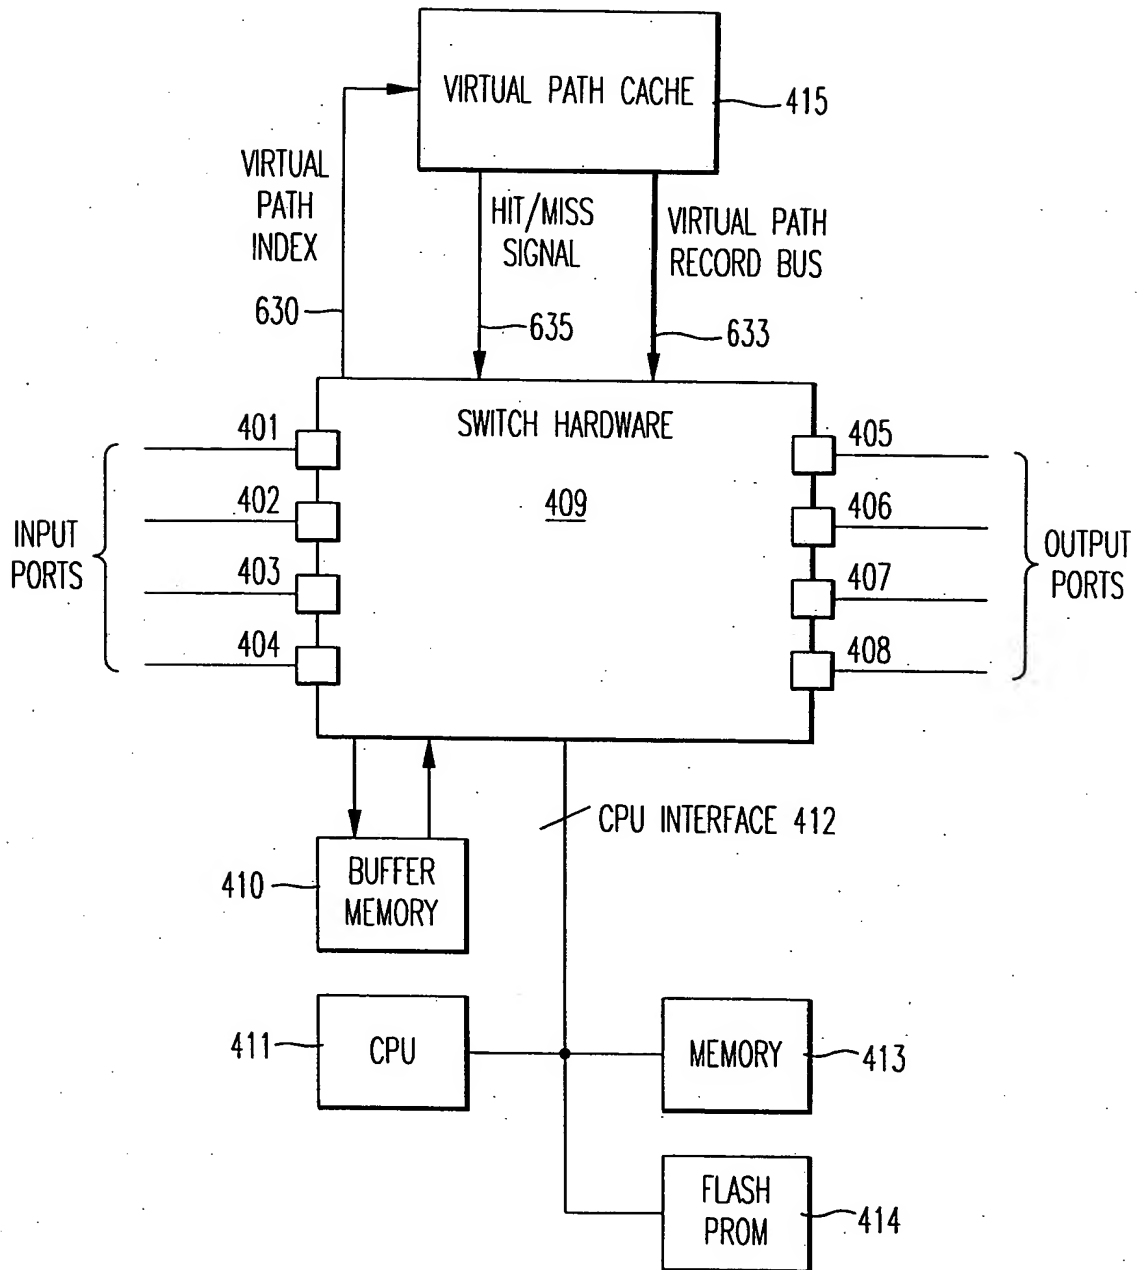 VIRTUAL PATH CACHE
415
VIRTUAL
PATH
INDEX
HIT/MISS
SIGNAL
VIRTUAL PATH
RECORD BUS
630
635
633
SWITCH HARDWARE
409
INPUT
PORTS
401
402
403
404
405
406
407
408
OUTPUT
PORTS
CPU INTERFACE 412
410
BUFFER
MEMORY
411
CPU
MEMORY
413
FLASH
PROM
414